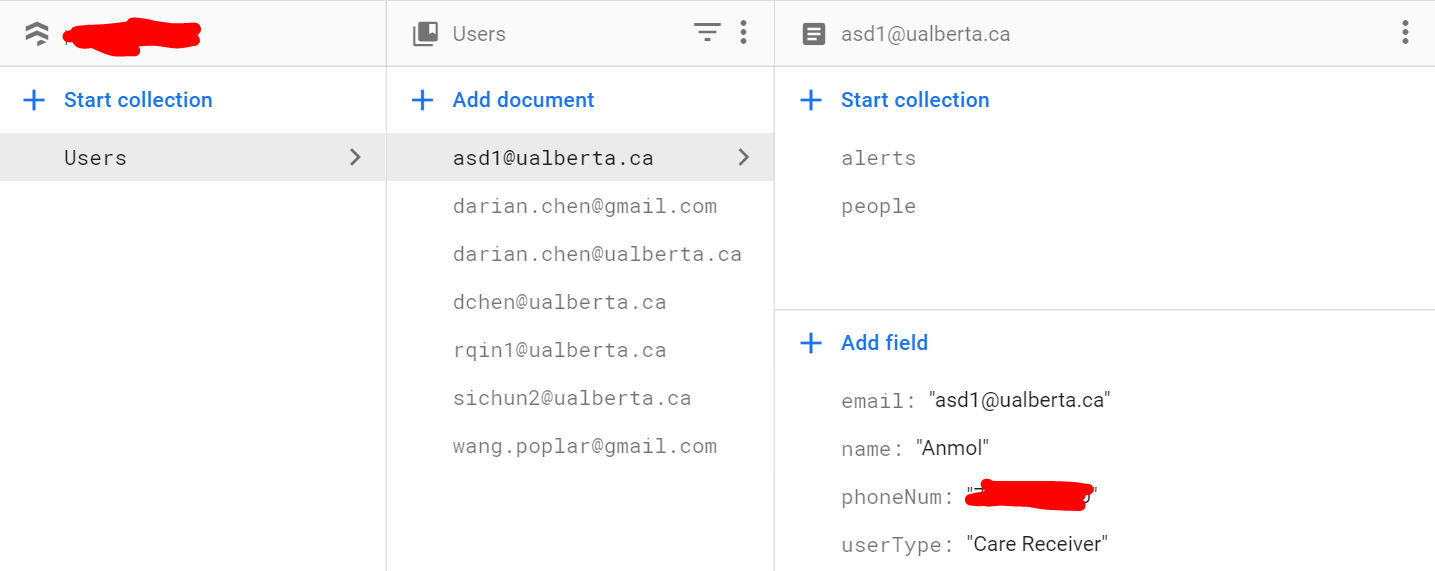 Users
asd1@ualberta.ca
Start collection
Add document
Start collection
Users
asd1@ualberta.ca
alerts
darian.chen@gmail.com
people
darian.chen@ualberta.ca
dchen@ualberta.ca
Add field
rqin1@ualberta.ca
sichun2@ualberta.ca
email: "asd1@ualberta.ca"
wang.poplar@gmail.com
name: "Anmol"
phoneNum:
userType: "Care Receiver"